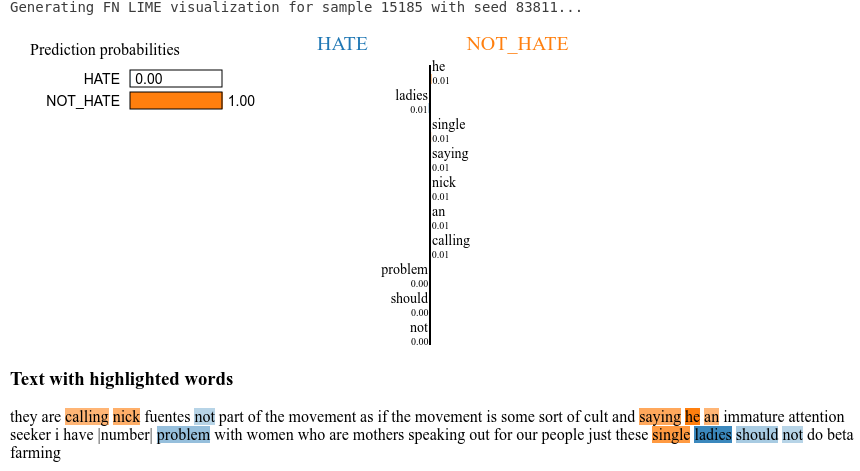 Generating FN LIME visualization for sample 15185 with seed 83811...
Prediction probabilities
HATE 0.00
NOT_HATE 1.00
HATE NOT_HATE
he
0.01
ladies
0.01
single
0.01
saying
0.01
nick
0.01
an
0.01
calling
0.01
problem
0.00
should
0.00
not
0.00
Text with highlighted words
they are calling nick fuentes not part of the movement as if the movement is some sort of cult and saying he an immature attention
seeker i have |number| problem with women who are mothers speaking out for our people just these single ladies should not do beta
farming